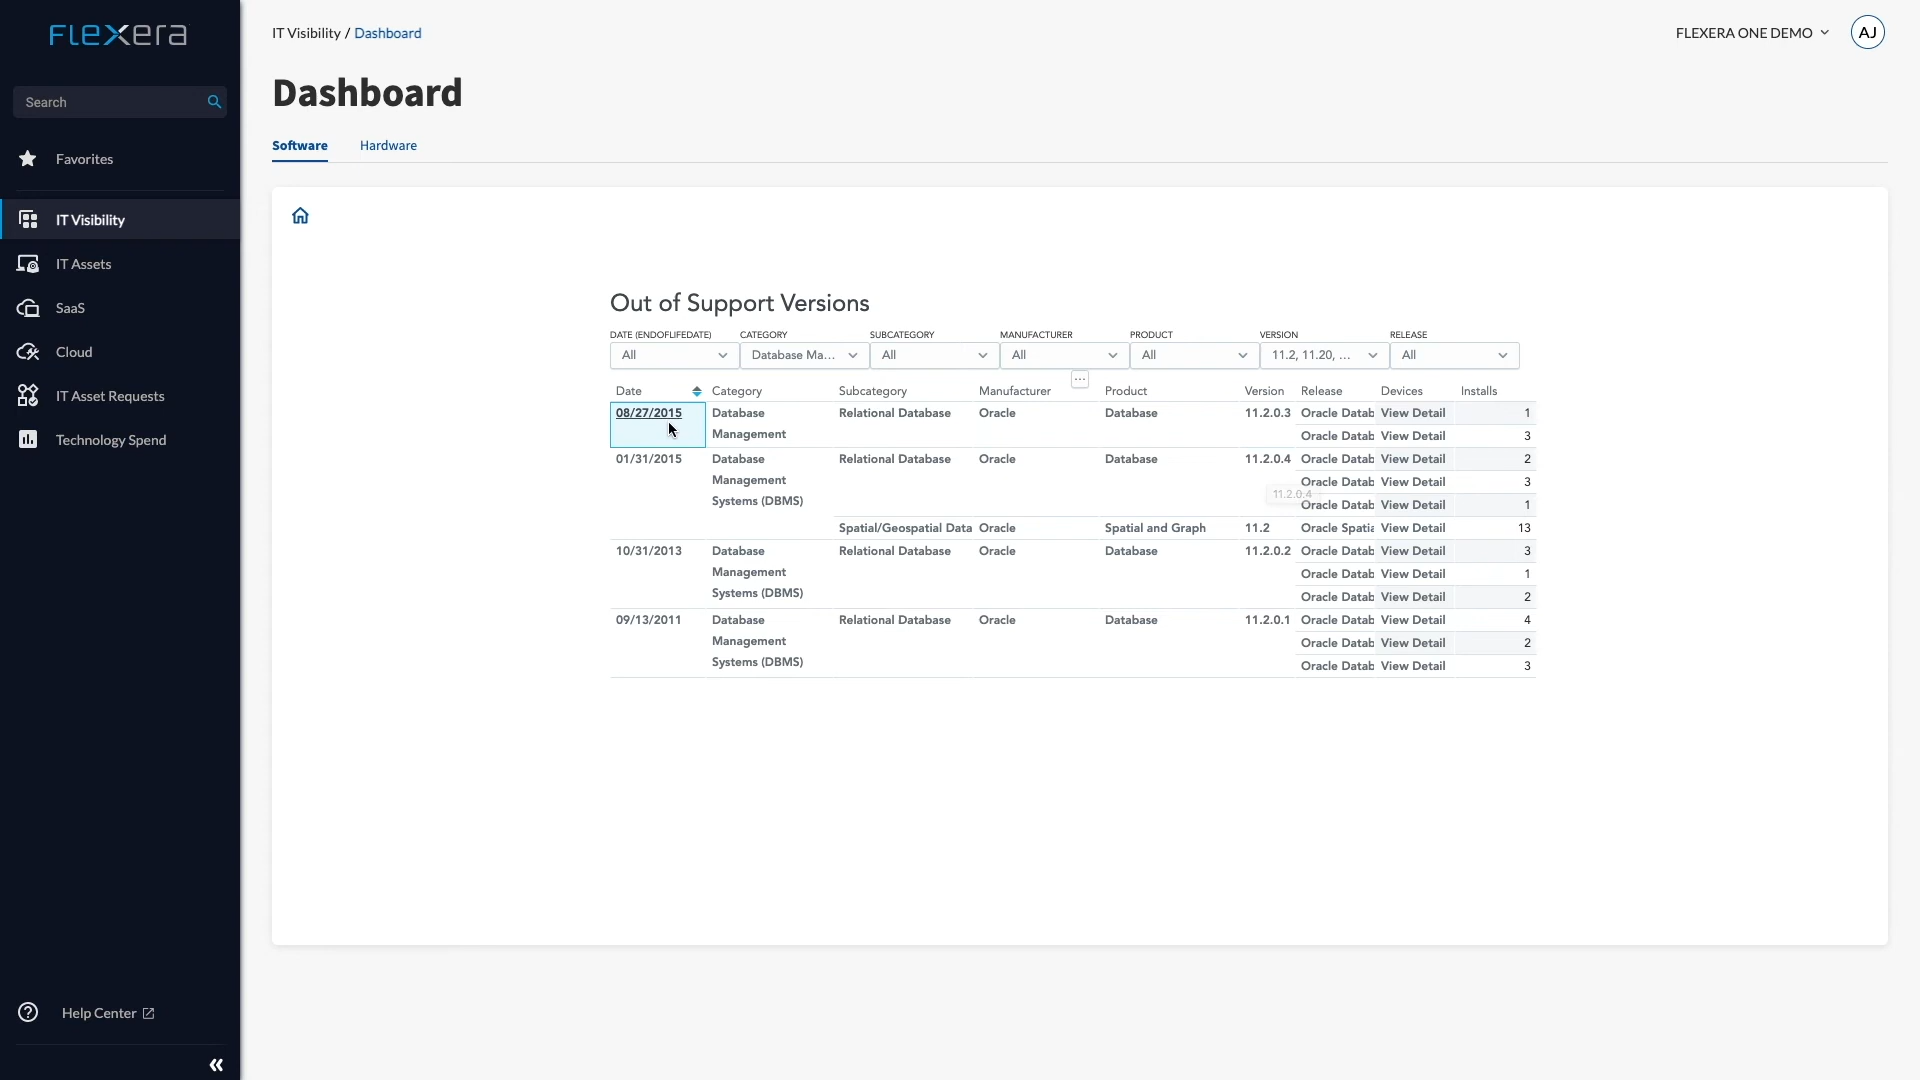 flexera
IT Visibility / Dashboard
FLEXERA ONE DEMO
AJ
Dashboard
Search
Software
Hardware
Favorites
IT Visibility
IT Assets
SaaS
Cloud
IT Asset Requests
Technology Spend
Out of Support Versions
DATE (ENDOFLIFEDATE) CATEGORY SUBCATEGORY MANUFACTURER PRODUCT VERSION RELEASE
All Database Ma... All All All 11.2, 11.20, ... All
Date Category Subcategory Manufacturer Product Version Release Devices Installs
08/27/2015 Database Relational Database Oracle Database 11.2.0.3 Oracle Datab View Detail 1
Management Oracle Datab View Detail 3
01/31/2015 Database Relational Database Oracle Database 11.2.0.4 Oracle Datab View Detail 2
Management Oracle Datab View Detail 3
11.2.0.4
Systems (DBMS) Oracle Datab View Detail 1
Spatial/Geospatial Data Oracle Spatial and Graph 11.2 Oracle Spatia View Detail 13
10/31/2013 Database Relational Database Oracle Database 11.2.0.2 Oracle Datab View Detail 3
Management Oracle Datab View Detail 1
Systems (DBMS) Oracle Datab View Detail 2
09/13/2011 Database Relational Database Oracle Database 11.2.0.1 Oracle Datab View Detail 4
Management Oracle Datab View Detail 2
Systems (DBMS) Oracle Datab View Detail 3
Help Center